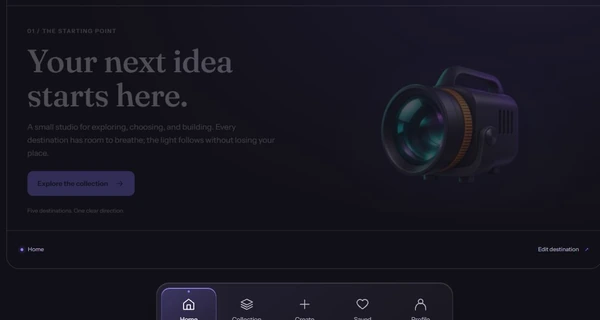 01 / THE STARTING POINT
Your next idea
starts here.
A small studio for exploring, choosing, and building. Every
destination has room to breathe; the light follows without losing your
place.
Explore the collection →
Five destinations. One clear direction.
Home
Edit destination ↗
Home
Collection
Create
Saved
Profile